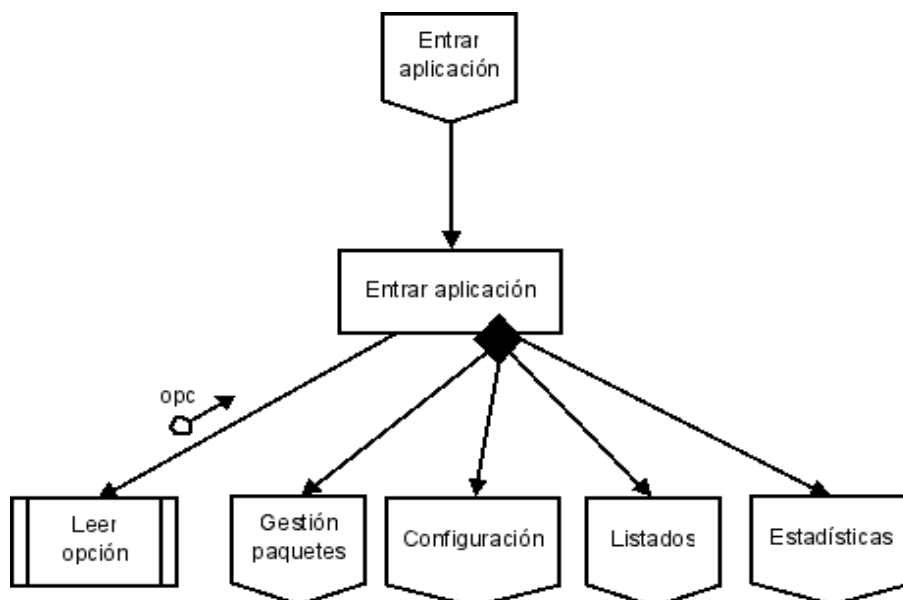 Entrar
aplicación
Entrar aplicación
opc
Leer
opción
Gestión
paquetes
Configuración
Listados
Estadísticas